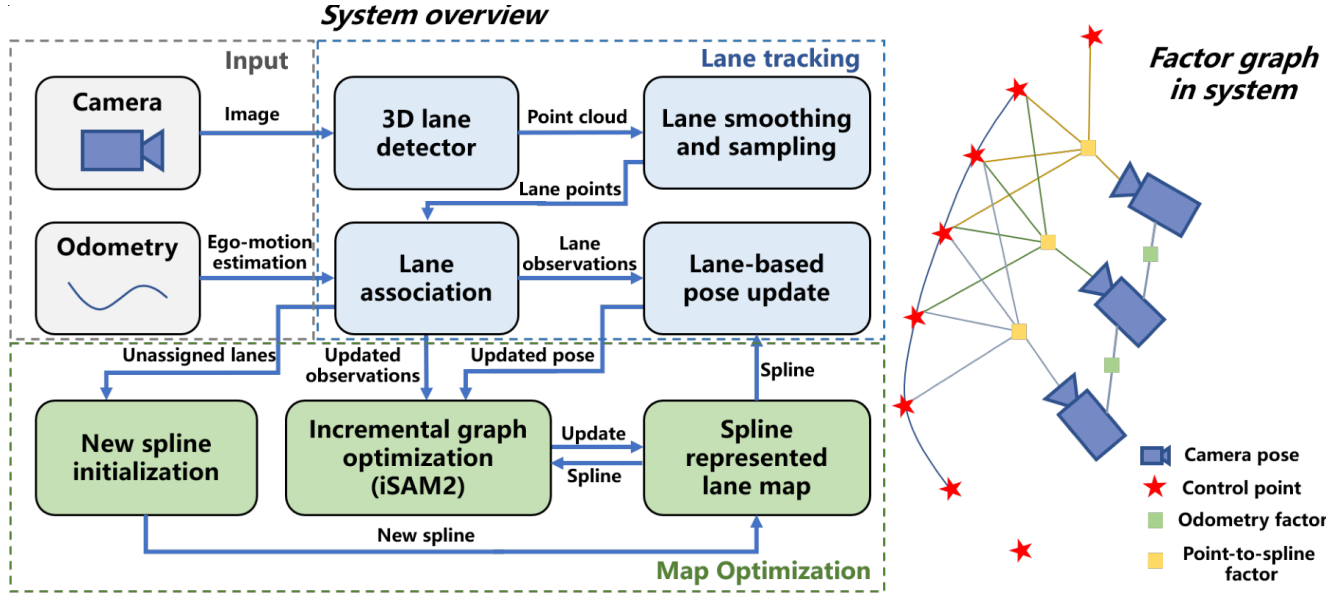 System overview
Input
Lane tracking
Camera
Image
3D lane
detector
Point cloud
Lane smoothing
and sampling
Lane points
Odometry
Ego-motion
estimation
Lane
association
Lane
observations
Lane-based
pose update
Unassigned lanes
Updated
observations
Updated pose
Spline
New spline
initialization
Incremental graph
optimization
(iSAM2)
Update
Spline
Spline
represented
lane map
New spline
Map Optimization
Factor graph
in system
Camera pose
Control point
Odometry factor
Point-to-spline
factor